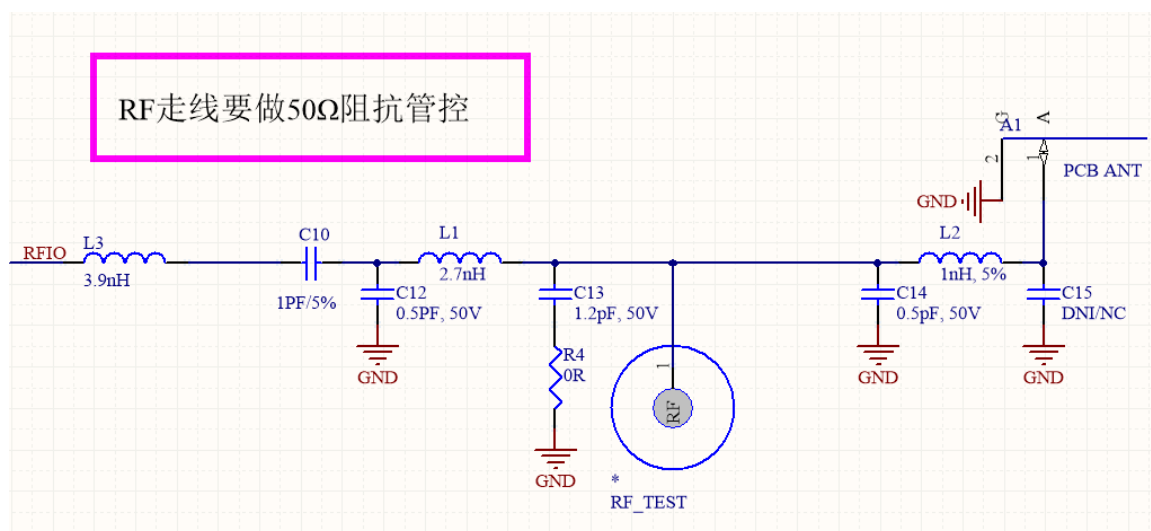 RF走线要做50Ω阻抗管控
G
A
A1
2
1
PCB ANT
GND
RFIO
L3
3.9nH
C10
1PF/5%
L1
2.7nH
L2
1nH, 5%
C12
0.5PF, 50V
C13
1.2pF, 50V
C14
0.5pF, 50V
C15
DNI/NC
R4
0R
1
RF
GND
GND
GND
GND
*
RF_TEST